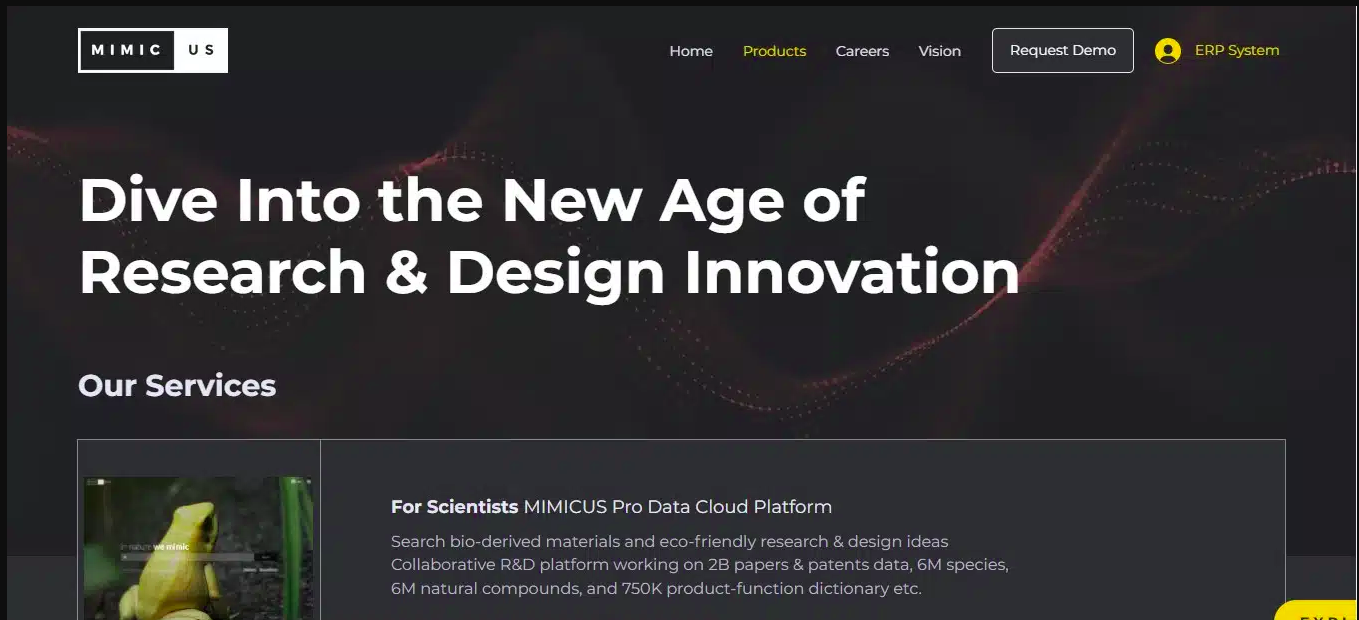 MIMIC US
Home Products Careers Vision Request Demo ERP System
Dive Into the New Age of
Research & Design Innovation
Our Services
For Scientists MIMICUS Pro Data Cloud Platform
Search bio-derived materials and eco-friendly research & design ideas
Collaborative R&D platform working on 2B papers & patents data, 6M species,
6M natural compounds, and 750K product-function dictionary etc.
in nature we mimic